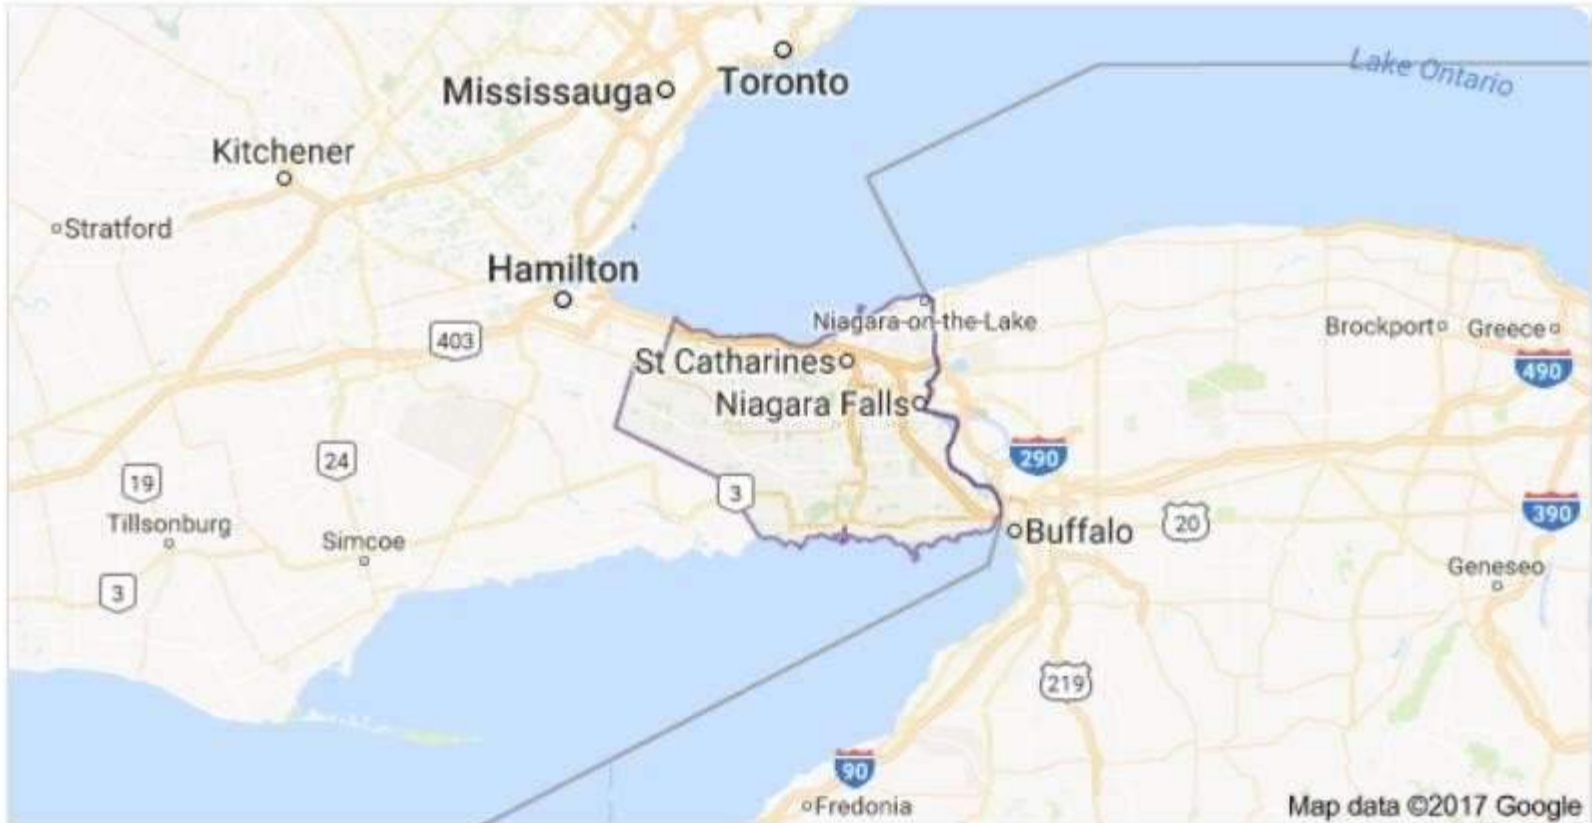 Toronto
Lake Ontario
Mississauga
Kitchener
Stratford
Hamilton
Niagara-on-the-Lake
403
Brockport
Greece
St Catharines
490
Niagara Falls
290
24
19
3
390
Tillsonburg
20
Buffalo
Simcoe
Geneseo
3
219
90
Fredonia
Map data ©2017 Google